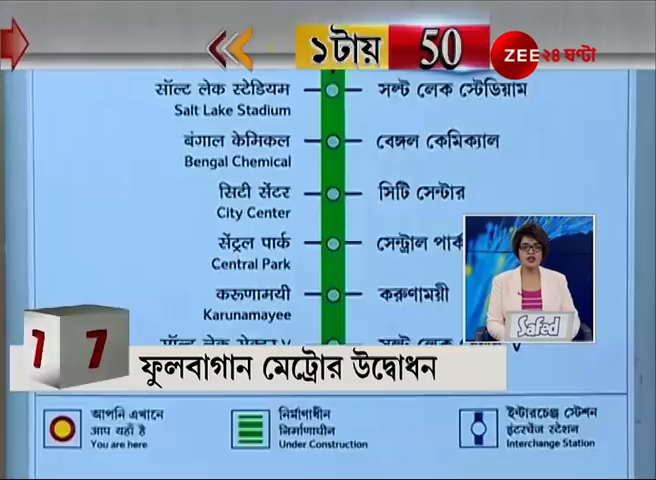 ১টায় 50 ZEE ২৪ ঘণ্টা
सॉल्ट लेक स्टेडियम সল্ট লেক স্টেডিয়াম
Salt Lake Stadium
बंगाल केमिकल বেঙ্গল কেমিক্যাল
Bengal Chemical
सिटी सेंटर সিটি সেন্টার
City Center
सेंट्रल पार्क সেন্ট্রাল পার্ক
Central Park
करूणामयी করুণাময়ী
Karunamayee
Safed
7 ফুলবাগান মেট্রোর উদ্বোধন
আপনি এখানে
आप यहाँ है
You are here
নির্মাণাধীন
निर्माणाधीन
Under Construction
ইন্টারচেঞ্জ স্টেশন
इंटरचेंज स्टेशन
Interchange Station